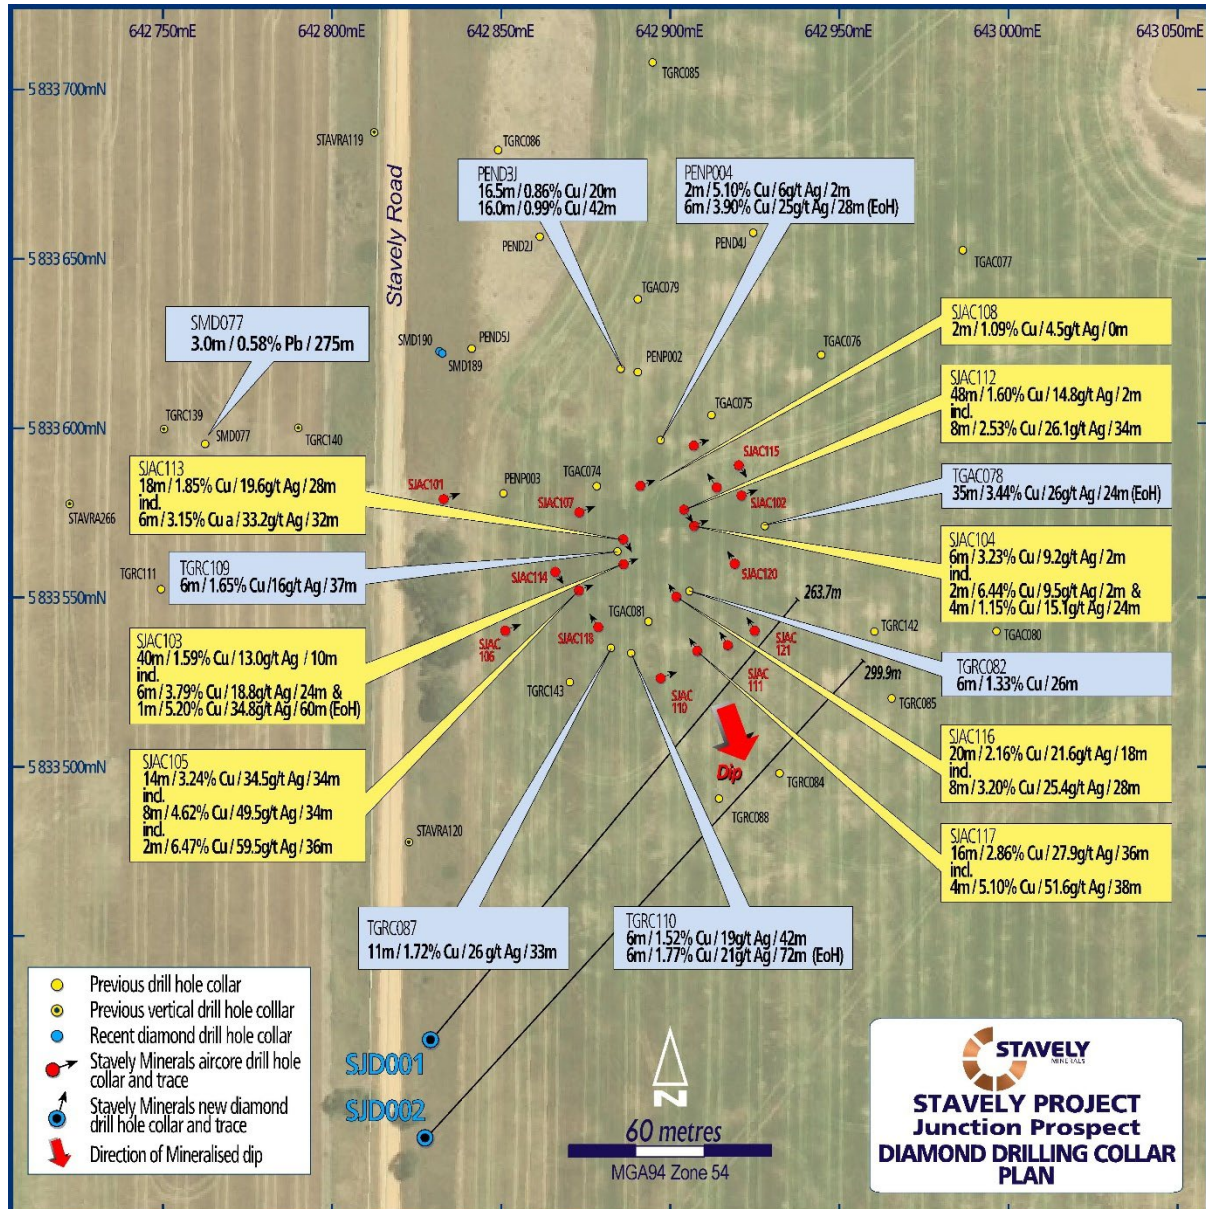 642 750mE
642 800mE
642 850mE
642 900mE
642 950mE
643 000mE
643 050mE
5 833 700mN
5 833 650mN
5 833 600mN
5 833 550mN
5 833 500mN
TGRC085
STAVRA119
TGRC086
Stavely Road
PEND3J
16.5m / 0.86% Cu / 20m
16.0m / 0.99% Cu / 42m
PENP004
2m / 5.10% Cu / 6g/t Ag / 2m
6m / 3.90% Cu / 25g/t Ag / 28m (EoH)
PEND2J
PEND4J
TGAC077
TGAC079
SMD077
3.0m / 0.58% Pb / 275m
SMD190
SMD189
PEND5J
PENP002
TGAC076
SJAC108
2m / 1.09% Cu / 4.5g/t Ag / 0m
SJAC112
48m / 1.60% Cu / 14.8g/t Ag / 2m
incl.
8m / 2.53% Cu / 26.1g/t Ag / 34m
TGAC075
TGRC139
SMD077
TGRC140
SJAC113
18m / 1.85% Cu / 19.6g/t Ag / 28m
incl.
6m / 3.15% Cu a / 33.2g/t Ag / 32m
SJAC101
PENP003
TGAC074
SJAC107
SJAC115
SJAC102
TGAC078
35m / 3.44% Cu / 26g/t Ag / 24m (EoH)
STAVRA266
TGRC109
6m / 1.65% Cu /16g/t Ag / 37m
SJAC104
6m / 3.23% Cu / 9.2g/t Ag / 2m
incl.
2m / 6.44% Cu / 9.5g/t Ag / 2m &
4m / 1.15% Cu / 15.1g/t Ag / 24m
TGRC111
SJAC114
SJAC120
263.7m
SJAC103
40m / 1.59% Cu / 13.0g/t Ag / 10m
incl.
6m / 3.79% Cu / 18.8g/t Ag / 24m &
1m / 5.20% Cu / 34.8g/t Ag / 60m (EoH)
SJAC
106
SJAC118
TGAC081
SJAC
121
TGRC142
TGAC080
TGRC082
6m / 1.33% Cu / 26m
299.9m
TGRC143
SJAC
110
SJAC
111
TGRC085
Dip
SJAC116
20m / 2.16% Cu / 21.6g/t Ag / 18m
incl.
8m / 3.20% Cu / 25.4g/t Ag / 28m
SJAC105
14m / 3.24% Cu / 34.5g/t Ag / 34m
incl.
8m / 4.62% Cu / 49.5g/t Ag / 34m
incl.
2m / 6.47% Cu / 59.5g/t Ag / 36m
TGRC084
TGRC088
STAVRA120
SJAC117
16m / 2.86% Cu / 27.9g/t Ag / 36m
incl.
4m / 5.10% Cu / 51.6g/t Ag / 38m
TGRC087
11m / 1.72% Cu / 26 g/t Ag / 33m
TGRC110
6m / 1.52% Cu / 19g/t Ag / 42m
6m / 1.77% Cu / 21g/t Ag / 72m (EoH)
Previous drill hole collar
Previous vertical drill hole colllar
Recent diamond drill hole collar
Stavely Minerals aircore drill hole
collar and trace
Stavely Minerals new diamond
drill hole collar and trace
Direction of Mineralised dip
SJD001
SJD002
N
60 metres
MGA94 Zone 54
STAVELY
MINERALS
STAVELY PROJECT
Junction Prospect
DIAMOND DRILLING COLLAR
PLAN